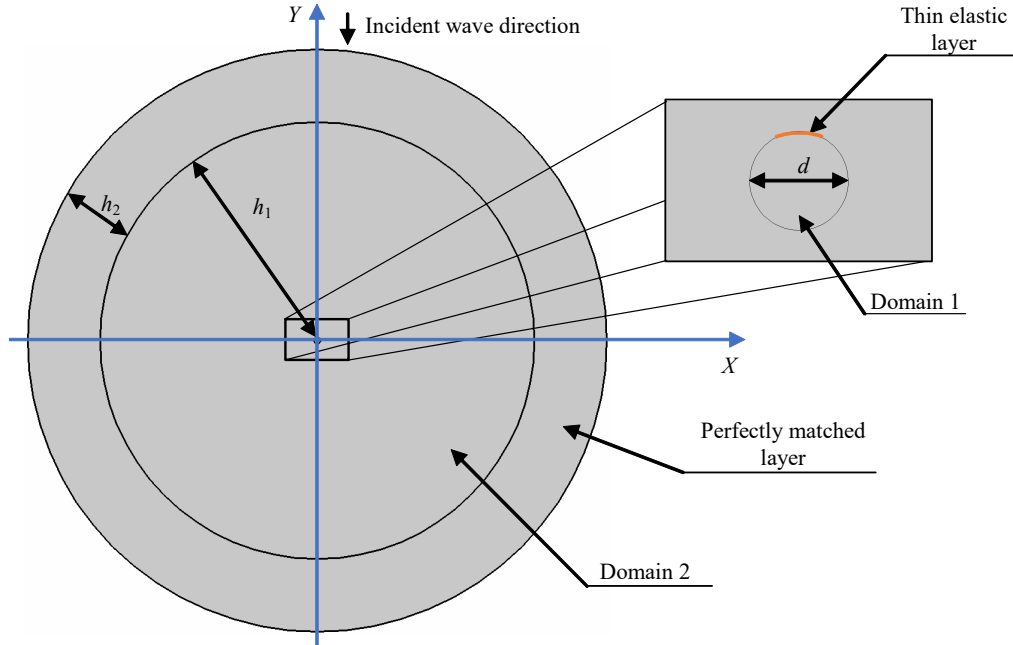 Y
Incident wave direction
Thin elastic
layer
d
h2
h1
Domain 1
X
Perfectly matched
layer
Domain 2